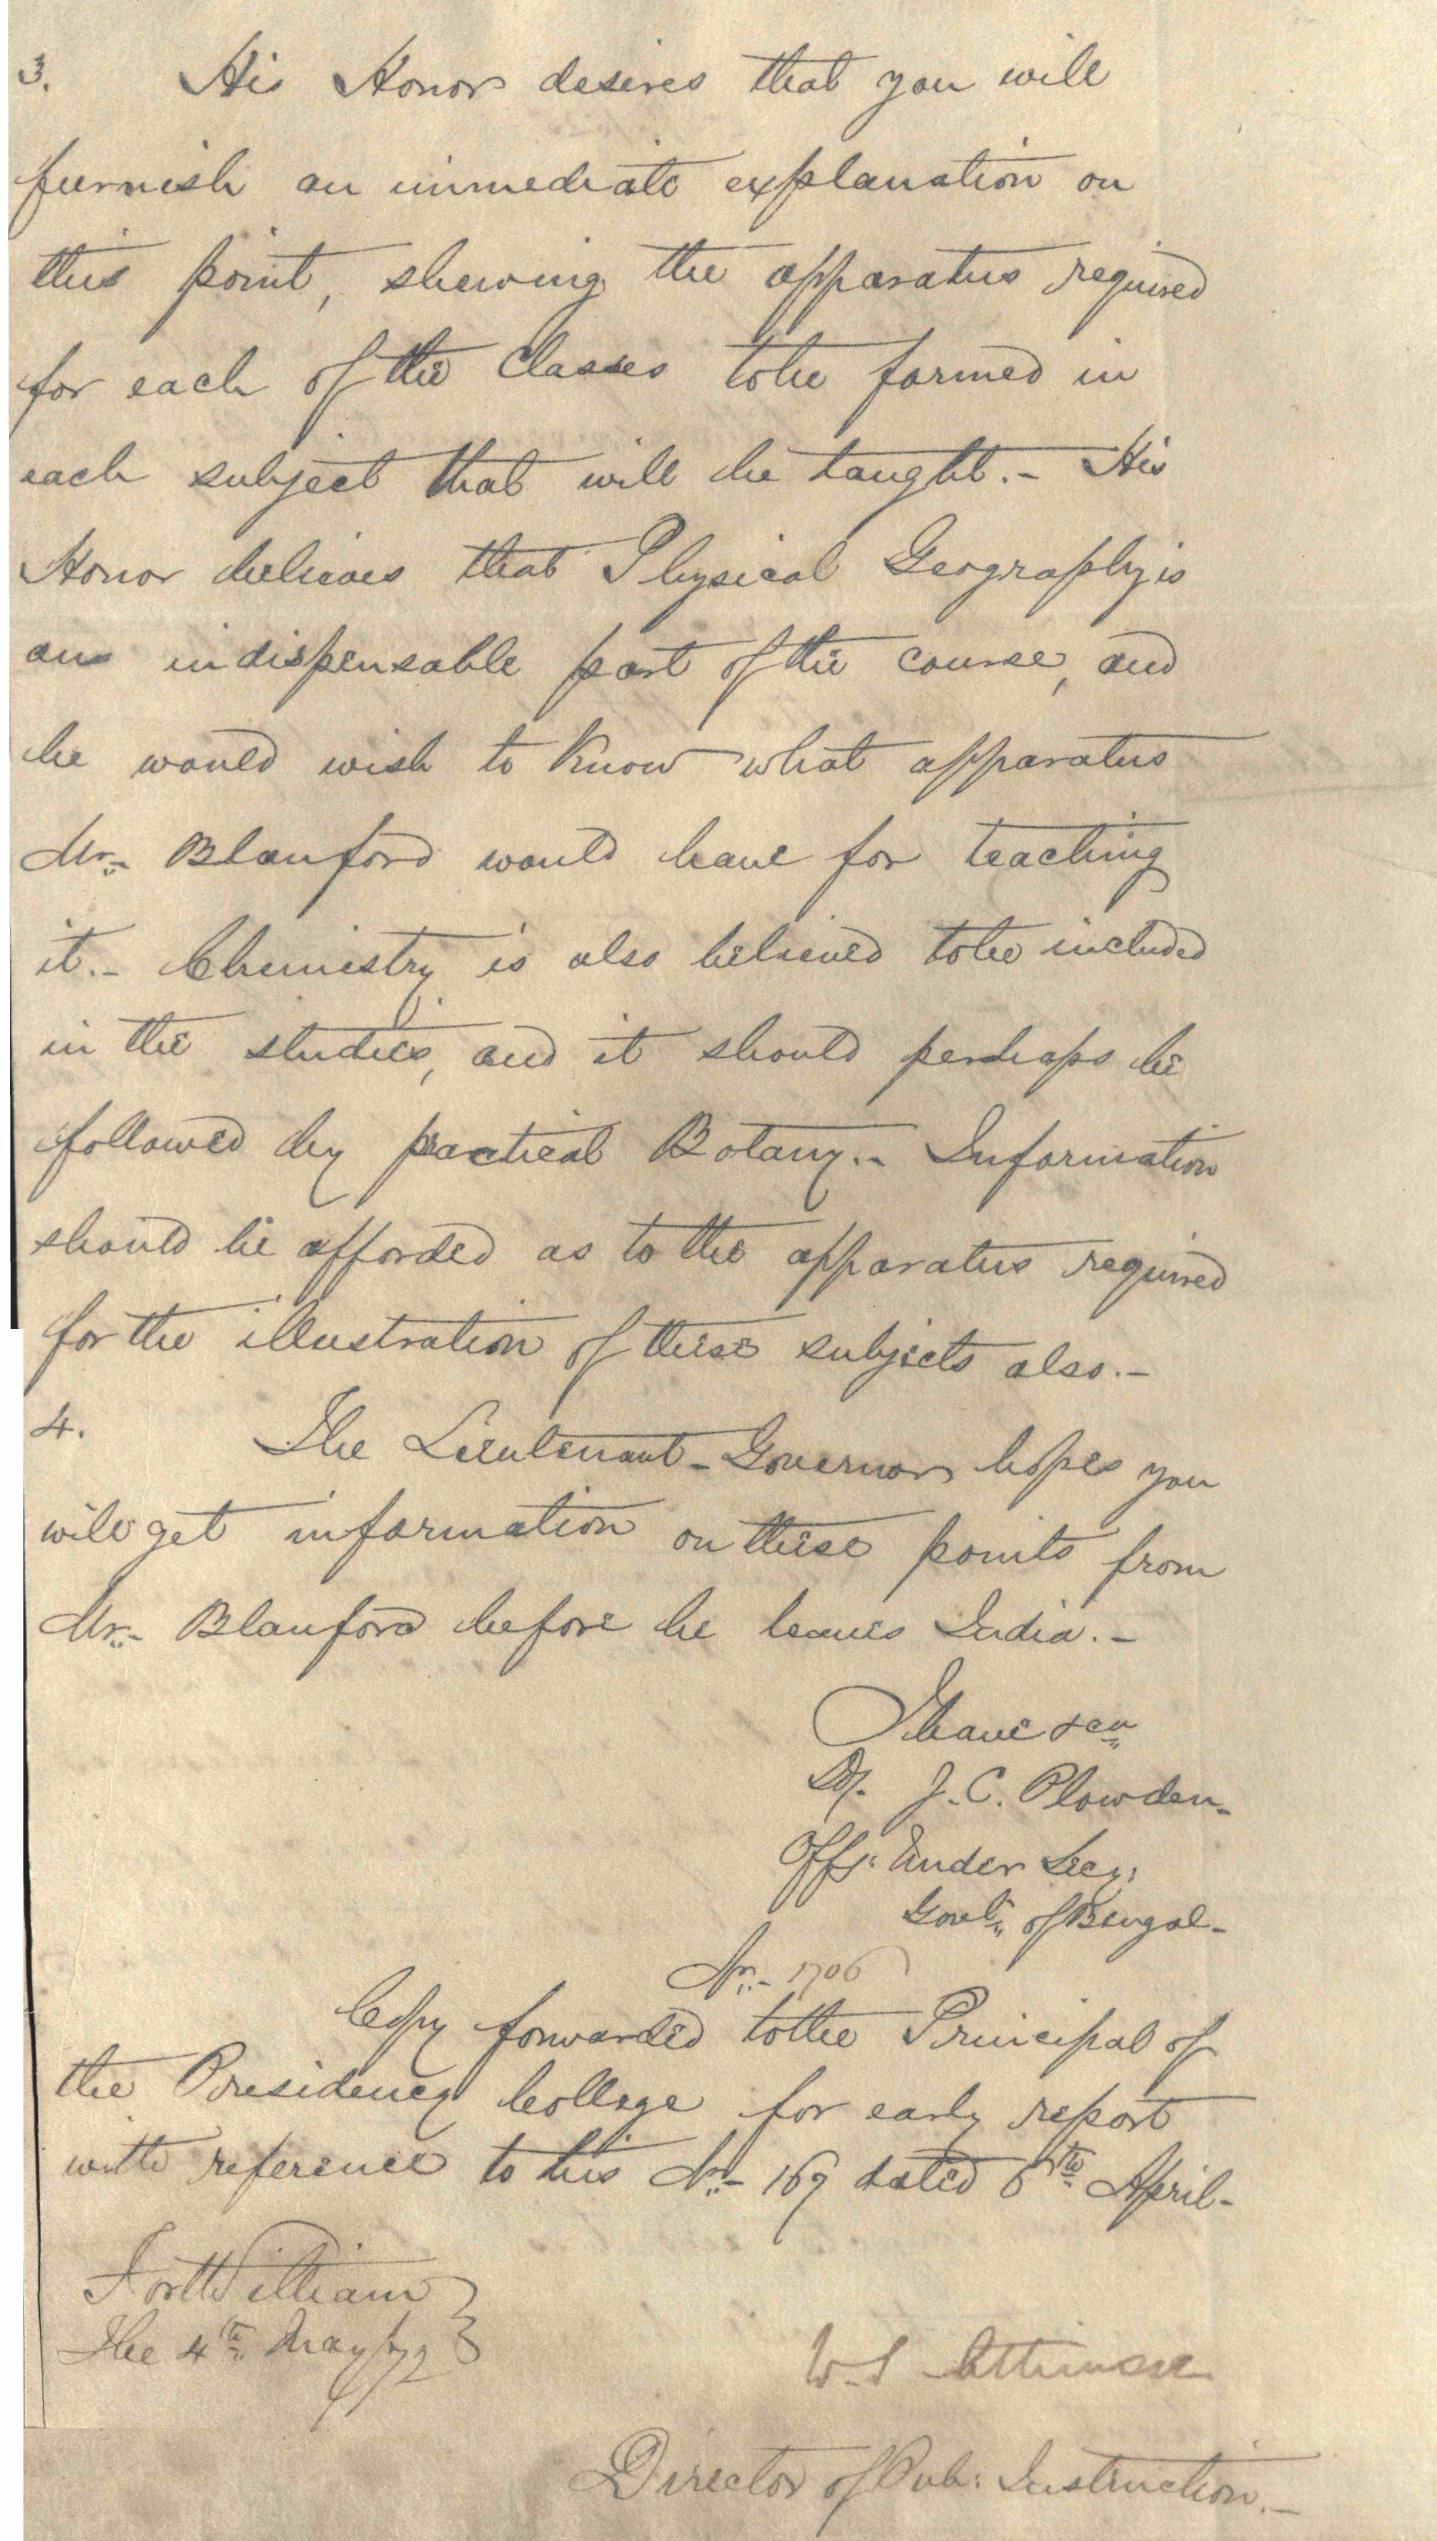 3. His Honor desires that you will
furnish an immediate explanation on
this point, shewing the apparatus required
for each of the Classes to be formed in
each subject that will be taught.- His
Honor believes that Physical Geography is
an indispensable part of the course, and
he would wish to Know what apparatus
Mr.- Blanford would have for teaching
it.- Chemistry is also believed to be included
in the studies, and it should perhaps be
followed by practical Botany.- Information
should be afforded as to the apparatus required
for the illustration of these subjects also.-
4. The Lieutenant-Governor hopes you
will get information on these points from
Mr.- Blanford before he leaves India.-
I have &ca
J. C. Plowden-
Offg: Under Secy:
Govt. of Bengal-
No.- 1706
Copy forwarded to the Principal of
the Presidency College for early report
with reference to his No.- 169 dated 6th April-
Fort William
The 4th May /72
W. S. Atkinson
Director of Pub: Instruction.-